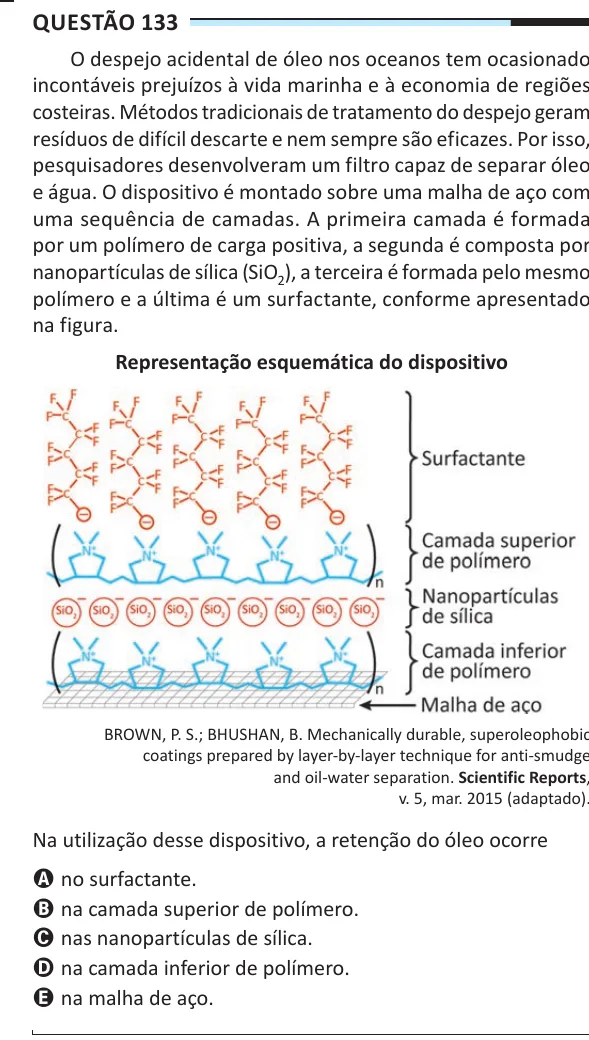 QUESTÃO 133
O despejo acidental de óleo nos oceanos tem ocasionado
incontáveis prejuízos à vida marinha e à economia de regiões
costeiras. Métodos tradicionais de tratamento do despejo geram
resíduos de difícil descarte e nem sempre são eficazes. Por isso,
pesquisadores desenvolveram um filtro capaz de separar óleo
e água. O dispositivo é montado sobre uma malha de aço com
uma sequência de camadas. A primeira camada é formada
por um polímero de carga positiva, a segunda é composta por
nanopartículas de sílica (SiO₂), a terceira é formada pelo mesmo
polímero e a última é um surfactante, conforme apresentado
na figura.
Representação esquemática do dispositivo
F F F F F F F F F F
F C F C F C F C F C
Surfactante
Camada superior
de polímero
N⁺ N⁺ N⁺ N⁺ N⁺
n
Nanopartículas
de sílica
SiO₂⁻ SiO₂⁻ SiO₂⁻ SiO₂⁻ SiO₂⁻ SiO₂⁻ SiO₂⁻ SiO₂⁻
Camada inferior
de polímero
N⁺ N⁺ N⁺ N⁺ N⁺
n
Malha de aço
BROWN, P. S.; BHUSHAN, B. Mechanically durable, superoleophobic
coatings prepared by layer-by-layer technique for anti-smudge
and oil-water separation. Scientific Reports,
v. 5, mar. 2015 (adaptado).
Na utilização desse dispositivo, a retenção do óleo ocorre
A no surfactante.
B na camada superior de polímero.
C nas nanopartículas de sílica.
D na camada inferior de polímero.
E na malha de aço.